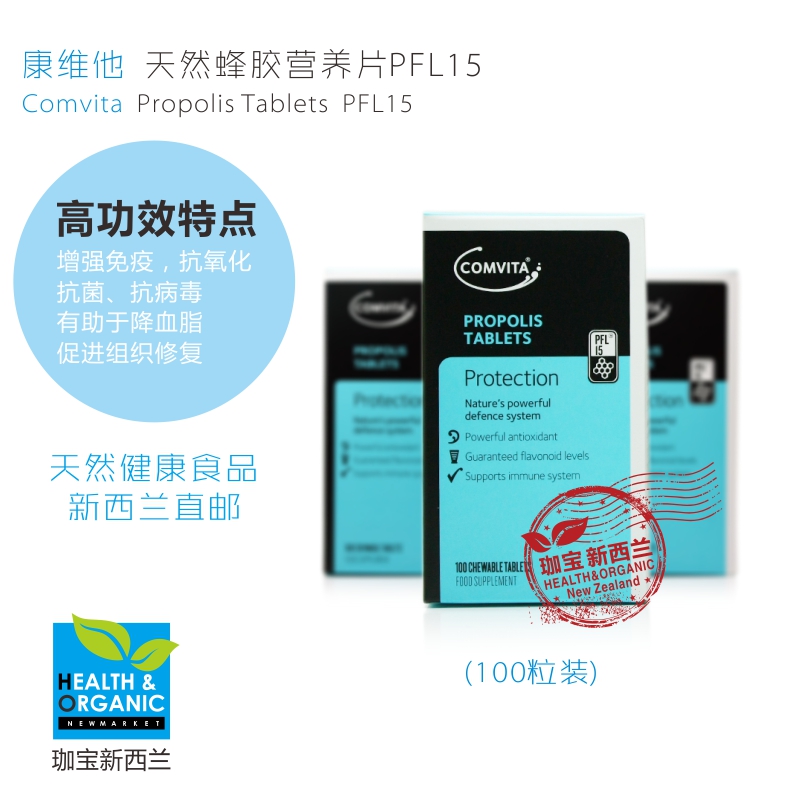 康维他 天然蜂胶营养片PFL15
Comvita Propolis Tablets PFL15
高功效特点
增强免疫，抗氧化
抗菌、抗病毒
有助于降血脂
促进组织修复
天然健康食品
新西兰直邮
HEALTH &
ORGANIC
NEWMARKET
珈宝新西兰
COMVITA®
PROPOLIS
TABLETS
PFL®
15
Protection
Nature's powerful
defence system
Powerful antioxidant
Guaranteed flavonoid levels
Supports immune system
100 CHEWABLE TABLETS
FOOD SUPPLEMENT
珈宝新西兰
HEALTH&ORGANIC
New Zealand
(100粒装)
COMVITA
PROPOLIS
TABLETS
Protection